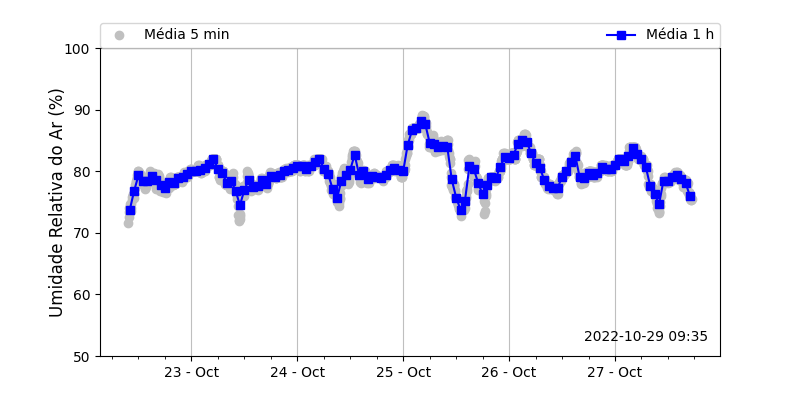 Média 5 min
Média 1 h
Umidade Relativa do Ar (%)
100
90
80
70
60
50
2022-10-29 09:35
23 - Oct
24 - Oct
25 - Oct
26 - Oct
27 - Oct